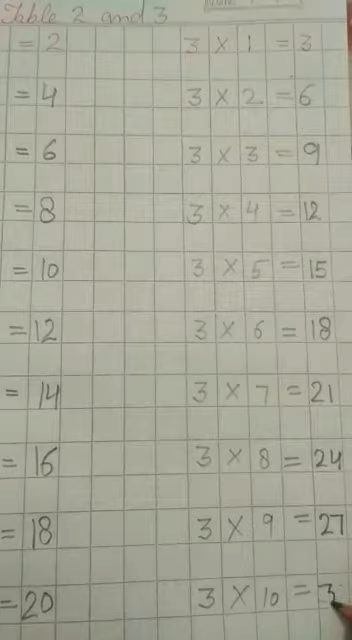 Table 2 and 3
= 2 3 × 1 = 3
= 4 3 × 2 = 6
= 6 3 × 3 = 9
= 8 3 × 4 = 12
= 10 3 × 5 = 15
= 12 3 × 6 = 18
= 14 3 × 7 = 21
= 16 3 × 8 = 24
= 18 3 × 9 = 27
= 20 3 × 10 = 3